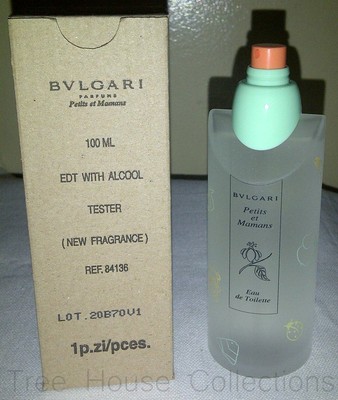 BVLGARI
PARFUMS
Petits et Mamans
100 ML
EDT WITH ALCOOL
TESTER
(NEW FRAGRANCE)
REF. 84136
LOT. 20B70V1
1p.zi/pces.
BVLGARI
Petits
et
Mamans
Eau
de Toilette
Tree House Collections